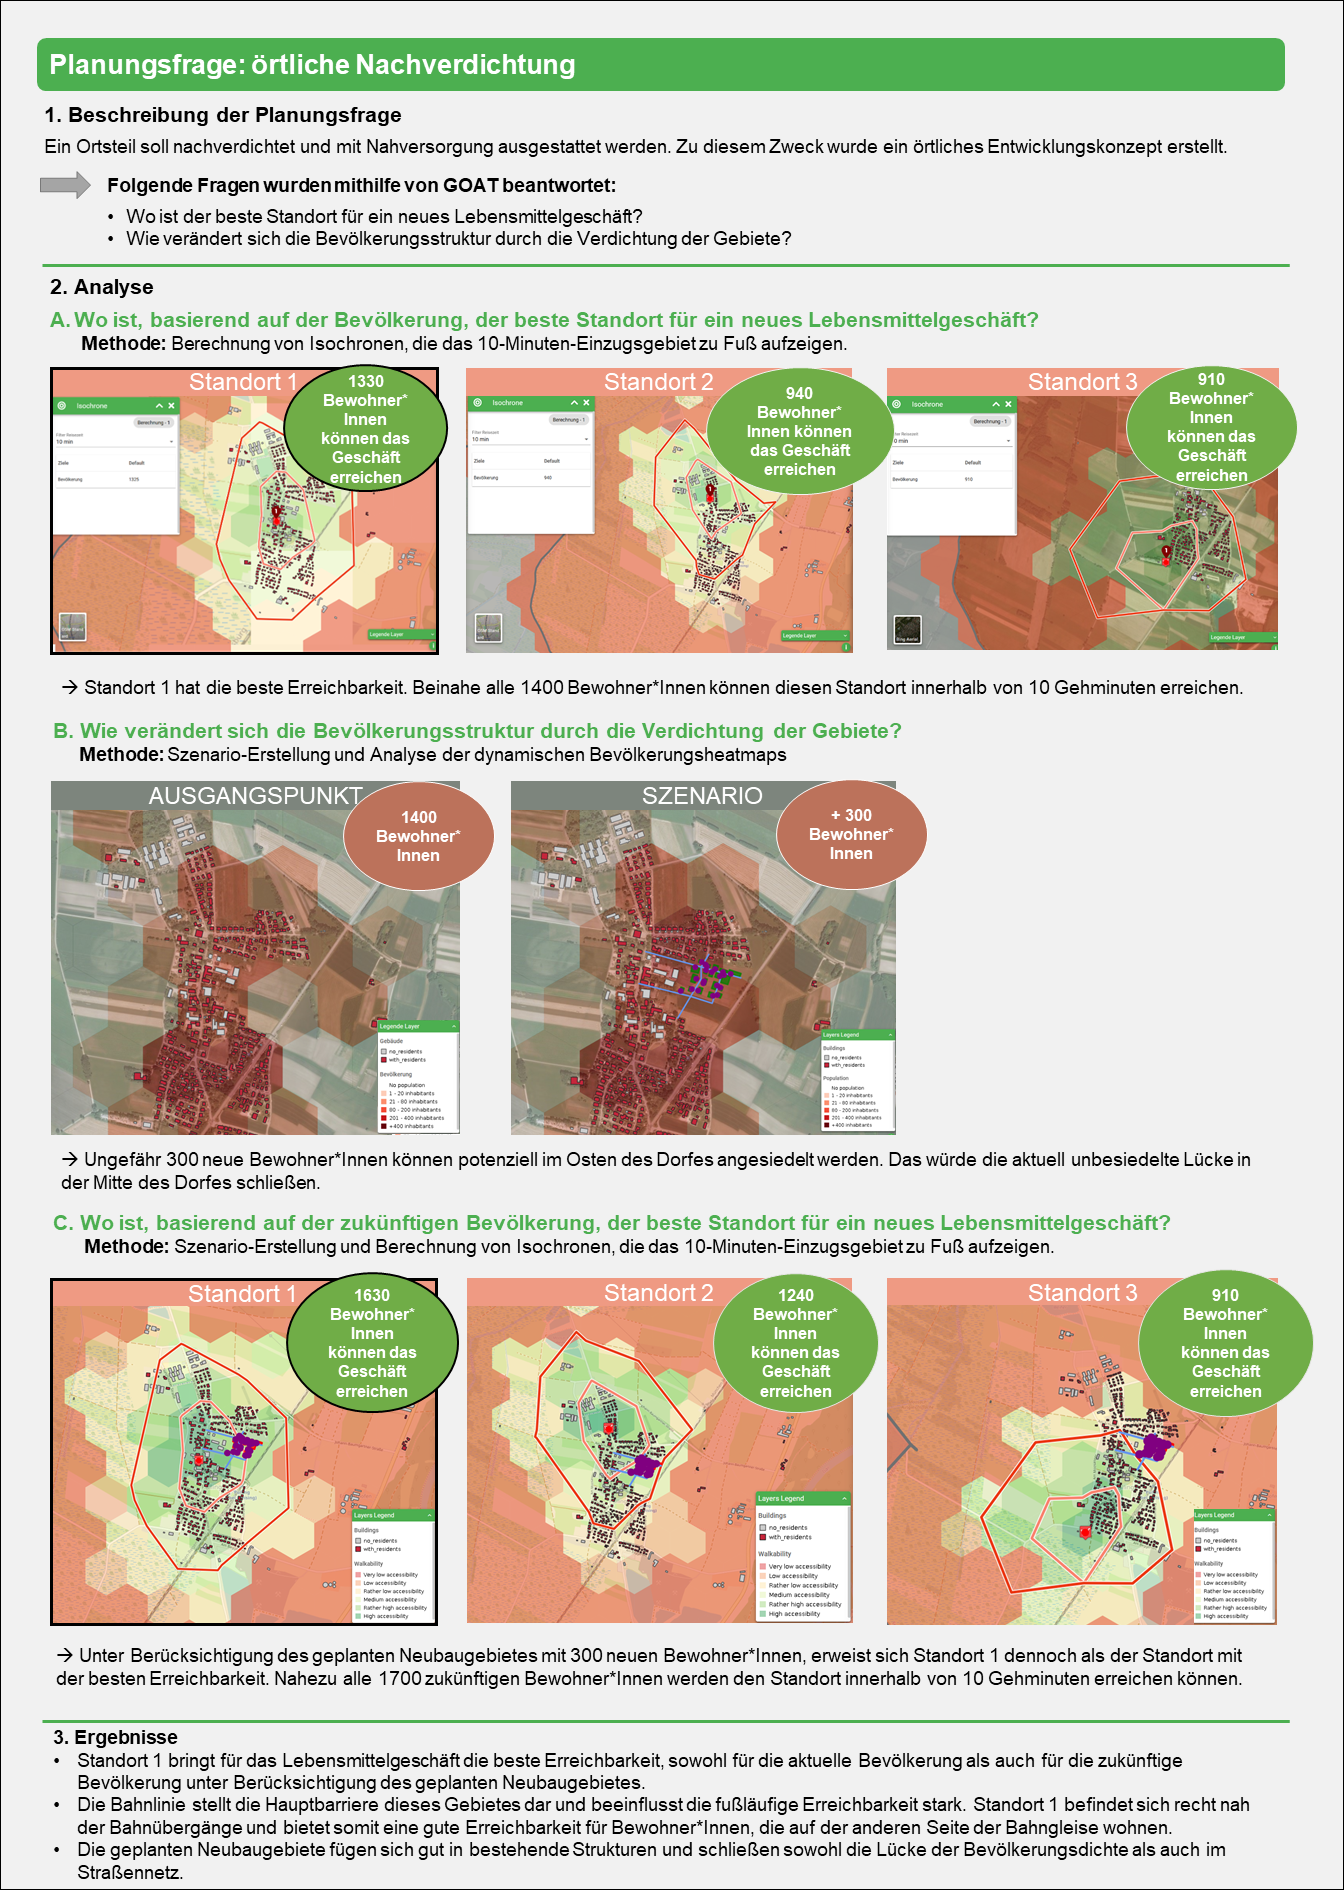 Planungsfrage: örtliche Nachverdichtung
1. Beschreibung der Planungsfrage
Ein Ortsteil soll nachverdichtet und mit Nahversorgung ausgestattet werden. Zu diesem Zweck wurde ein örtliches Entwicklungskonzept erstellt.
Folgende Fragen wurden mithilfe von GOAT beantwortet:
• Wo ist der beste Standort für ein neues Lebensmittelgeschäft?
• Wie verändert sich die Bevölkerungsstruktur durch die Verdichtung der Gebiete?
2. Analyse
A. Wo ist, basierend auf der Bevölkerung, der beste Standort für ein neues Lebensmittelgeschäft?
Methode: Berechnung von Isochronen, die das 10-Minuten-Einzugsgebiet zu Fuß aufzeigen.
Standort 1
1330
Bewohner*
Innen
können das
Geschäft
erreichen
Isochrone
Berechnung - 1
Filter Reisezeit
10 min
Ziele Default
Bevölkerung 1325
Legende Layer
Standort 2
940
Bewohner*
Innen können
das Geschäft
erreichen
Isochrone
Berechnung - 1
Filter Reisezeit
10 min
Ziele Default
Bevölkerung 940
Legende Layer
Standort 3
910
Bewohner*
Innen
können das
Geschäft
erreichen
Isochrone
Berechnung - 1
Filter Reisezeit
0 min
Ziele Default
Bevölkerung 910
Bing Aerial
Legende Layer
→ Standort 1 hat die beste Erreichbarkeit. Beinahe alle 1400 Bewohner*Innen können diesen Standort innerhalb von 10 Gehminuten erreichen.
B. Wie verändert sich die Bevölkerungsstruktur durch die Verdichtung der Gebiete?
Methode: Szenario-Erstellung und Analyse der dynamischen Bevölkerungsheatmaps
AUSGANGSPUNKT
1400
Bewohner*
Innen
Legende Layer
Gebäude
no_residents
with_residents
Bevölkerung
No population
1 - 20 inhabitants
21 - 80 inhabitants
80 - 200 inhabitants
201 - 400 inhabitants
+400 inhabitants
SZENARIO
+ 300
Bewohner*
Innen
Layers Legend
Buildings
no_residents
with_residents
Population
No population
1 - 20 inhabitants
21 - 80 inhabitants
80 - 200 inhabitants
201 - 400 inhabitants
+400 inhabitants
→ Ungefähr 300 neue Bewohner*Innen können potenziell im Osten des Dorfes angesiedelt werden. Das würde die aktuell unbesiedelte Lücke in
der Mitte des Dorfes schließen.
C. Wo ist, basierend auf der zukünftigen Bevölkerung, der beste Standort für ein neues Lebensmittelgeschäft?
Methode: Szenario-Erstellung und Berechnung von Isochronen, die das 10-Minuten-Einzugsgebiet zu Fuß aufzeigen.
Standort 1
1630
Bewohner*
Innen
können das
Geschäft
erreichen
Layers Legend
Buildings
no_residents
with_residents
Walkability
Very low accessibility
Low accessibility
Rather low accessibility
Medium accessibility
Rather high accessibility
High accessibility
Standort 2
1240
Bewohner*
Innen
können das
Geschäft
erreichen
Layers Legend
Buildings
no_residents
with_residents
Walkability
Very low accessibility
Low accessibility
Rather low accessibility
Medium accessibility
Rather high accessibility
High accessibility
Standort 3
910
Bewohner*
Innen
können das
Geschäft
erreichen
Layers Legend
Buildings
no_residents
with_residents
Walkability
Very low accessibility
Low accessibility
Rather low accessibility
Medium accessibility
Rather high accessibility
High accessibility
→ Unter Berücksichtigung des geplanten Neubaugebietes mit 300 neuen Bewohner*Innen, erweist sich Standort 1 dennoch als der Standort mit
der besten Erreichbarkeit. Nahezu alle 1700 zukünftigen Bewohner*Innen werden den Standort innerhalb von 10 Gehminuten erreichen können.
3. Ergebnisse
• Standort 1 bringt für das Lebensmittelgeschäft die beste Erreichbarkeit, sowohl für die aktuelle Bevölkerung als auch für die zukünftige
Bevölkerung unter Berücksichtigung des geplanten Neubaugebietes.
• Die Bahnlinie stellt die Hauptbarriere dieses Gebietes dar und beeinflusst die fußläufige Erreichbarkeit stark. Standort 1 befindet sich recht nah
der Bahnübergänge und bietet somit eine gute Erreichbarkeit für Bewohner*Innen, die auf der anderen Seite der Bahngleise wohnen.
• Die geplanten Neubaugebiete fügen sich gut in bestehende Strukturen und schließen sowohl die Lücke der Bevölkerungsdichte als auch im
Straßennetz.